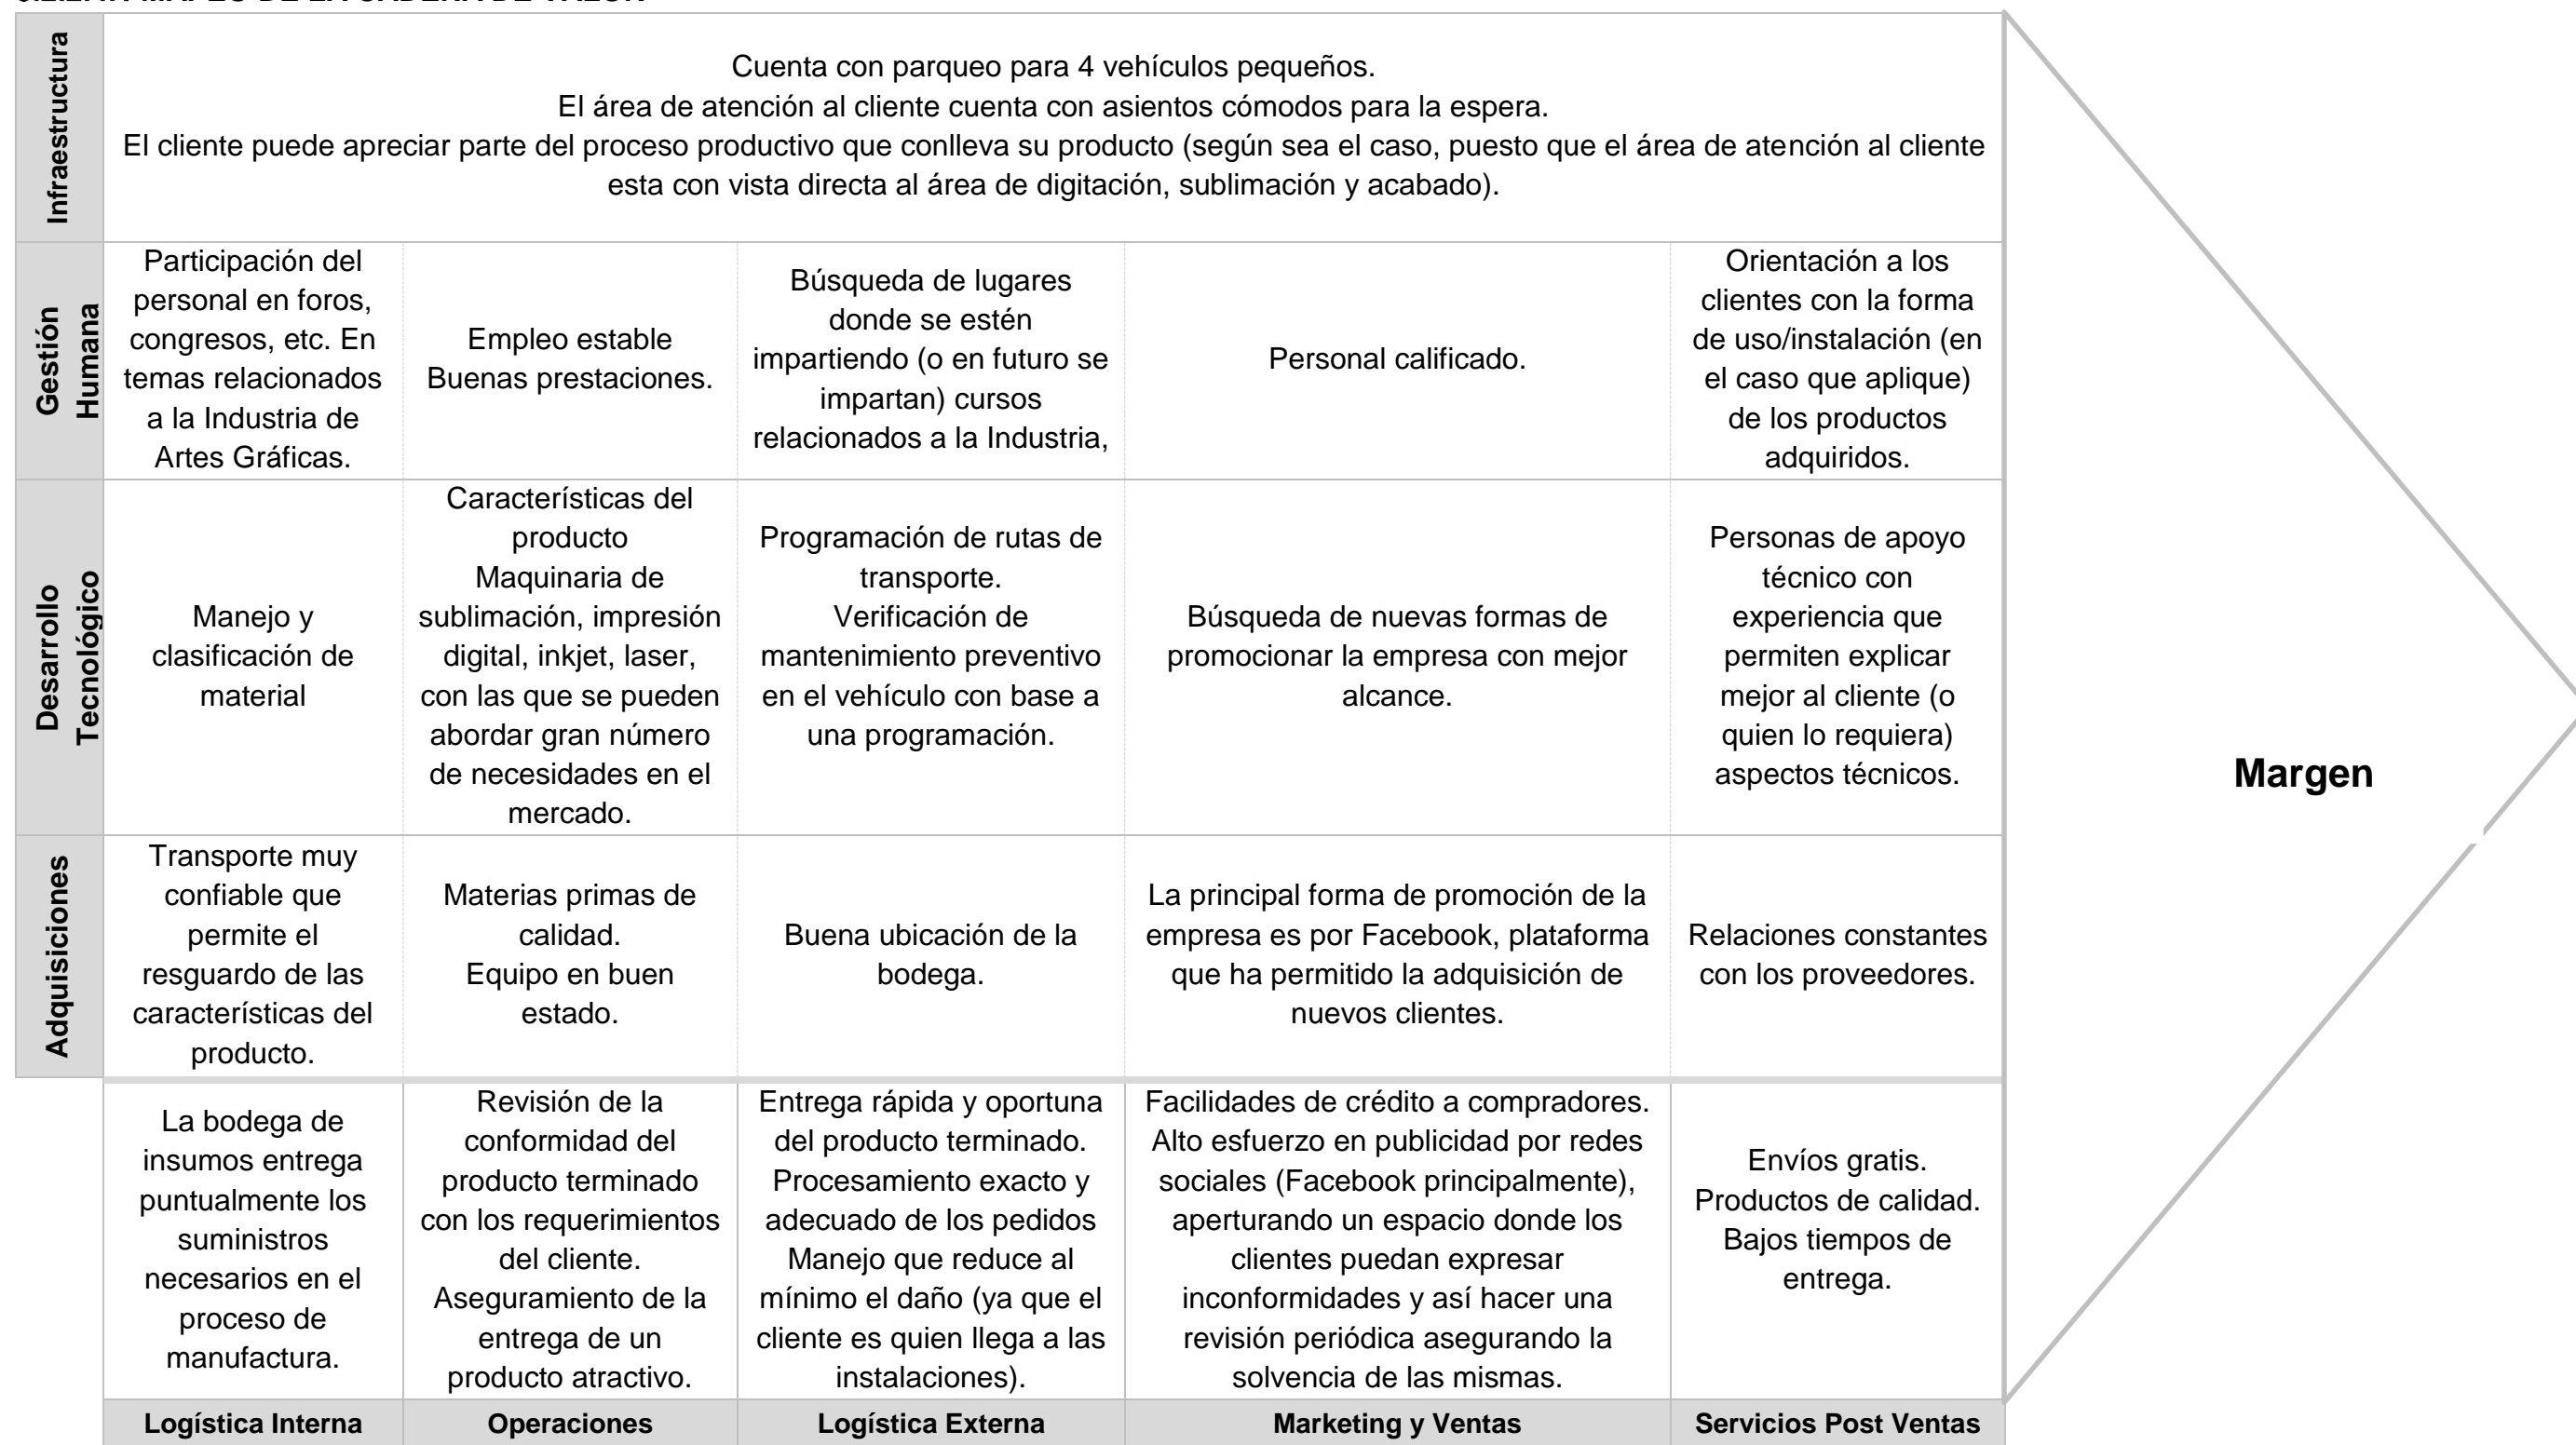 Infraestructura
Cuenta con parqueo para 4 vehículos pequeños.
El área de atención al cliente cuenta con asientos cómodos para la espera.
El cliente puede apreciar parte del proceso productivo que conlleva su producto (según sea el caso, puesto que el área de atención al cliente
esta con vista directa al área de digitación, sublimación y acabado).
Gestión
Humana
Participación del
personal en foros,
congresos, etc. En
temas relacionados
a la Industria de
Artes Gráficas.
Empleo estable
Buenas prestaciones.
Búsqueda de lugares
donde se estén
impartiendo (o en futuro se
impartan) cursos
relacionados a la Industria,
Personal calificado.
Orientación a los
clientes con la forma
de uso/instalación (en
el caso que aplique)
de los productos
adquiridos.
Desarrollo
Tecnológico
Manejo y
clasificación de
material
Características del
producto
Maquinaria de
sublimación, impresión
digital, inkjet, laser,
con las que se pueden
abordar gran número
de necesidades en el
mercado.
Programación de rutas de
transporte.
Verificación de
mantenimiento preventivo
en el vehículo con base a
una programación.
Búsqueda de nuevas formas de
promocionar la empresa con mejor
alcance.
Personas de apoyo
técnico con
experiencia que
permiten explicar
mejor al cliente (o
quien lo requiera)
aspectos técnicos.
Margen
Adquisiciones
Transporte muy
confiable que
permite el
resguardo de las
características del
producto.
Materias primas de
calidad.
Equipo en buen
estado.
Buena ubicación de la
bodega.
La principal forma de promoción de la
empresa es por Facebook, plataforma
que ha permitido la adquisición de
nuevos clientes.
Relaciones constantes
con los proveedores.
La bodega de
insumos entrega
puntualmente los
suministros
necesarios en el
proceso de
manufactura.
Revisión de la
conformidad del
producto terminado
con los requerimientos
del cliente.
Aseguramiento de la
entrega de un
producto atractivo.
Entrega rápida y oportuna
del producto terminado.
Procesamiento exacto y
adecuado de los pedidos
Manejo que reduce al
mínimo el daño (ya que el
cliente es quien llega a las
instalaciones).
Facilidades de crédito a compradores.
Alto esfuerzo en publicidad por redes
sociales (Facebook principalmente),
aperturando un espacio donde los
clientes puedan expresar
inconformidades y así hacer una
revisión periódica asegurando la
solvencia de las mismas.
Envíos gratis.
Productos de calidad.
Bajos tiempos de
entrega.
Logística Interna
Operaciones
Logística Externa
Marketing y Ventas
Servicios Post Ventas